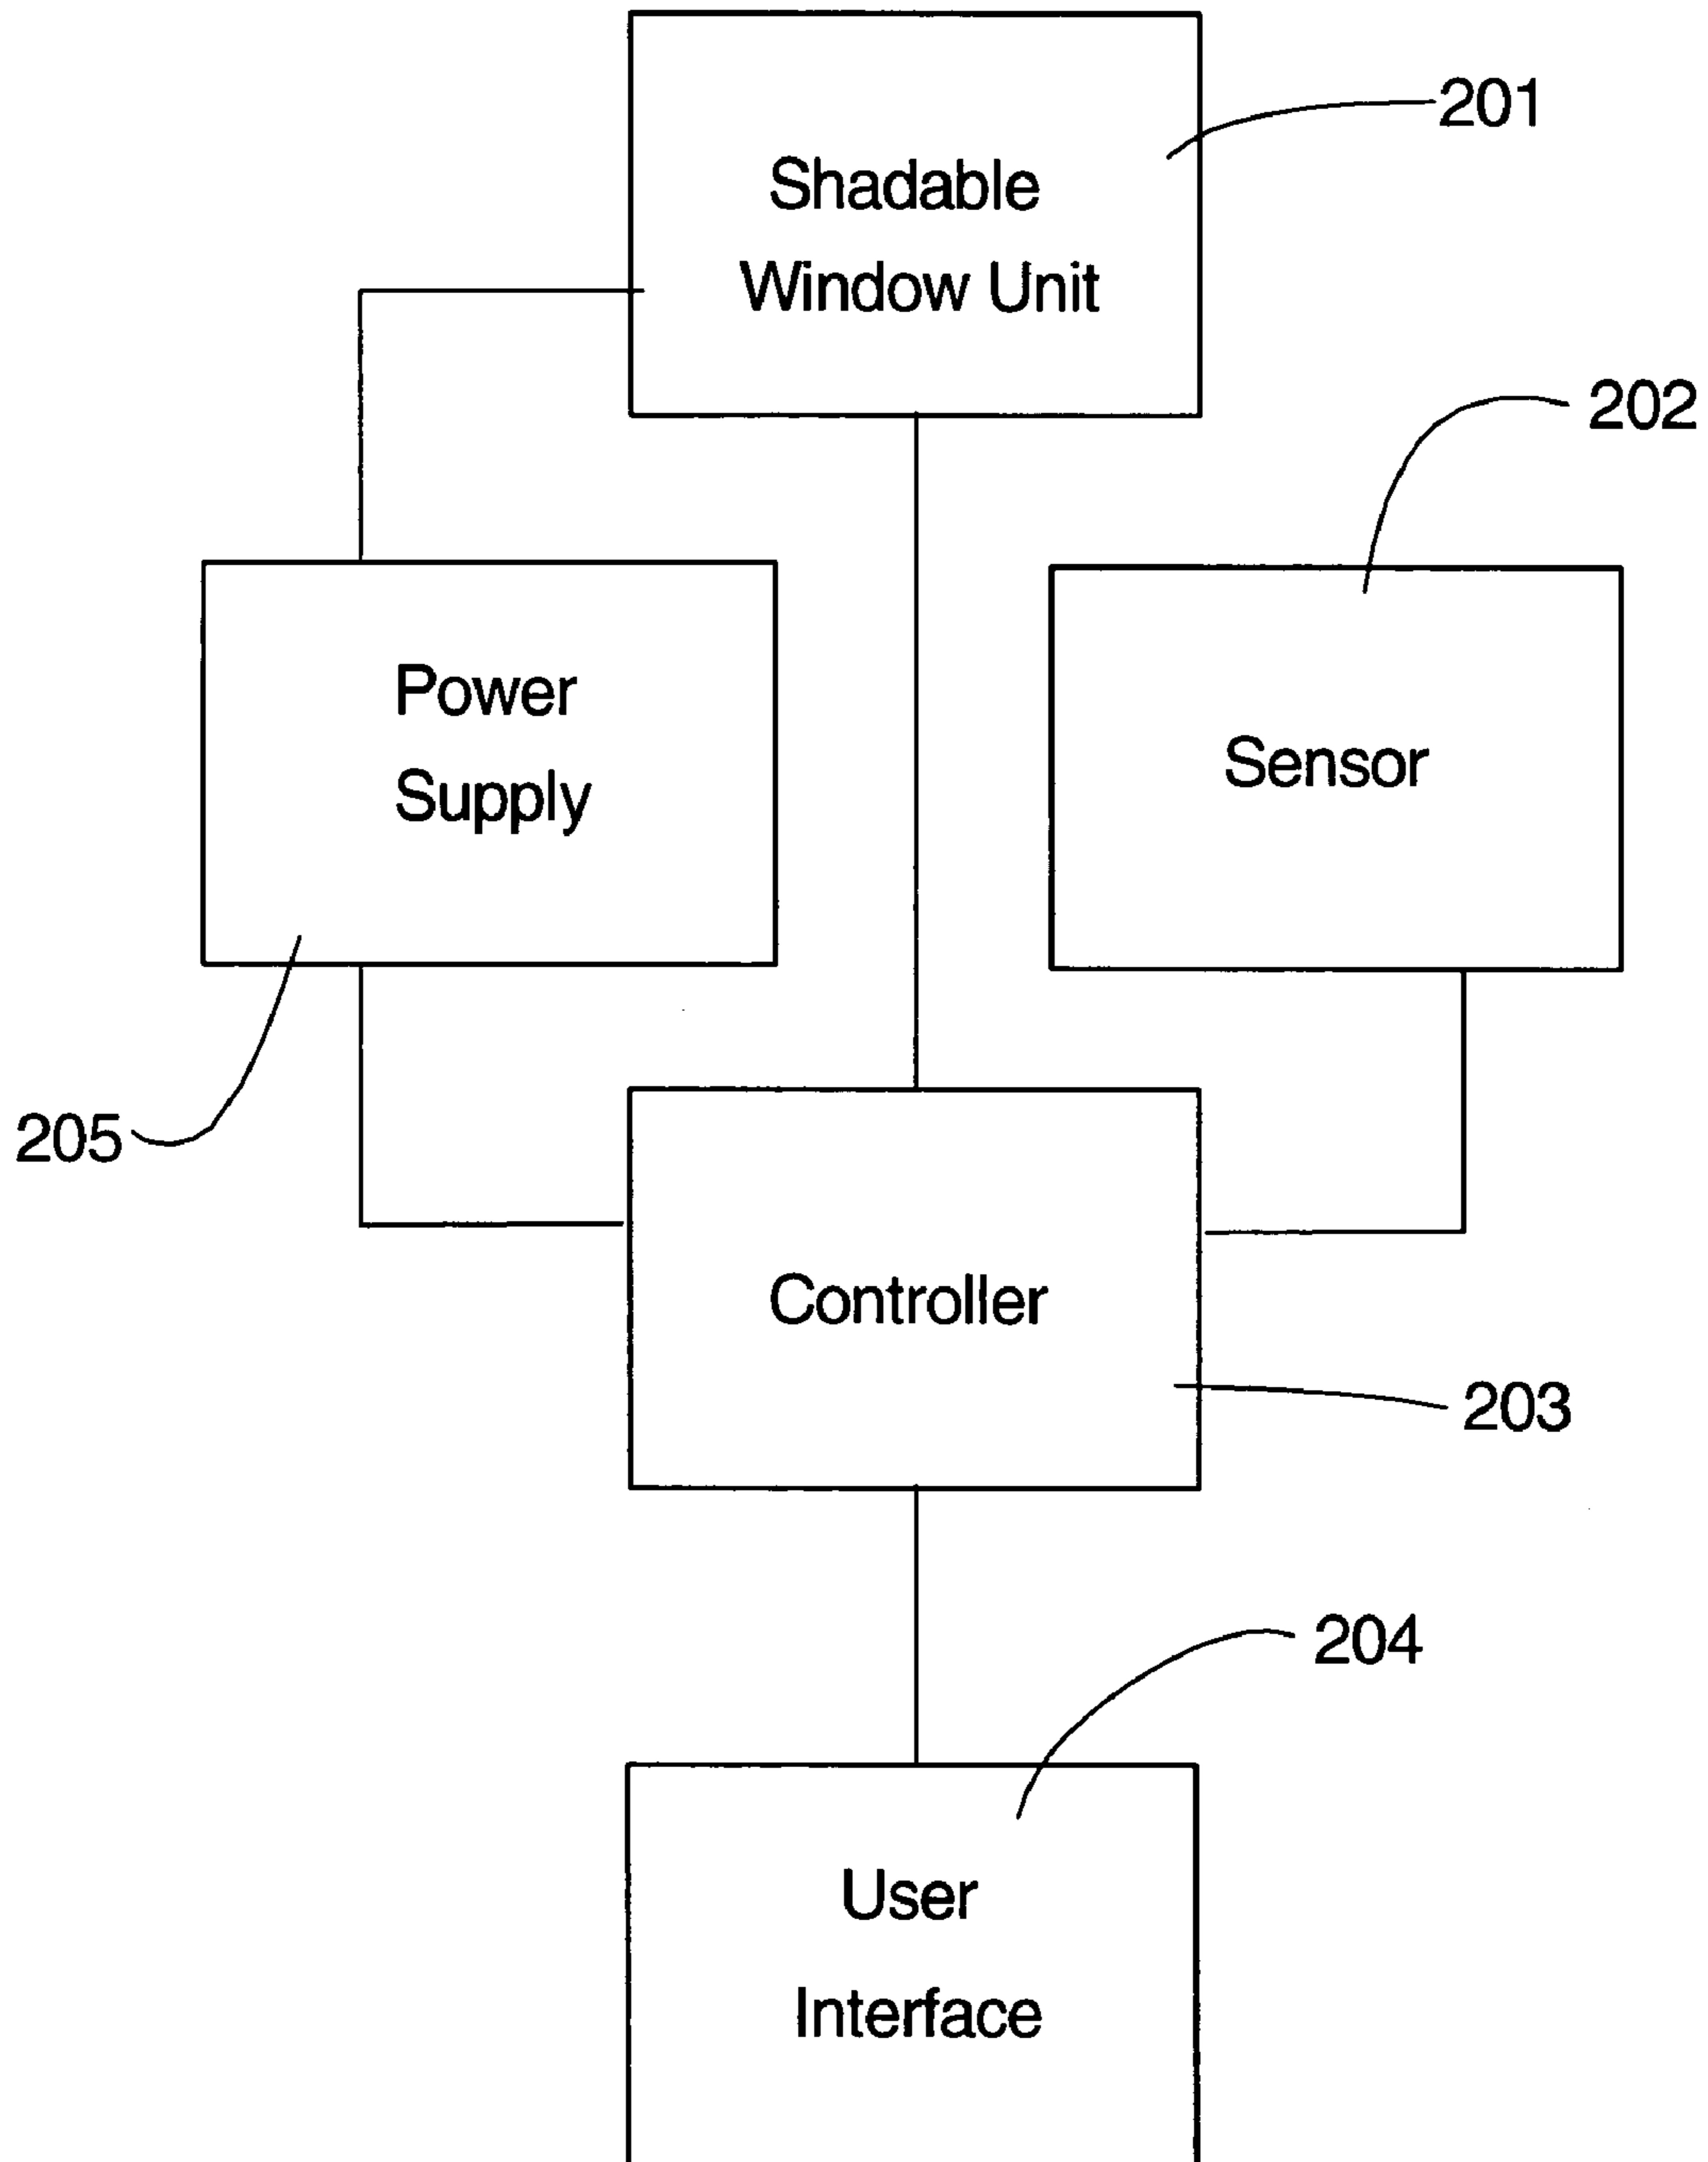 201
Shadable
Window Unit
202
Power
Supply
Sensor
205
Controller
203
204
User
Interface